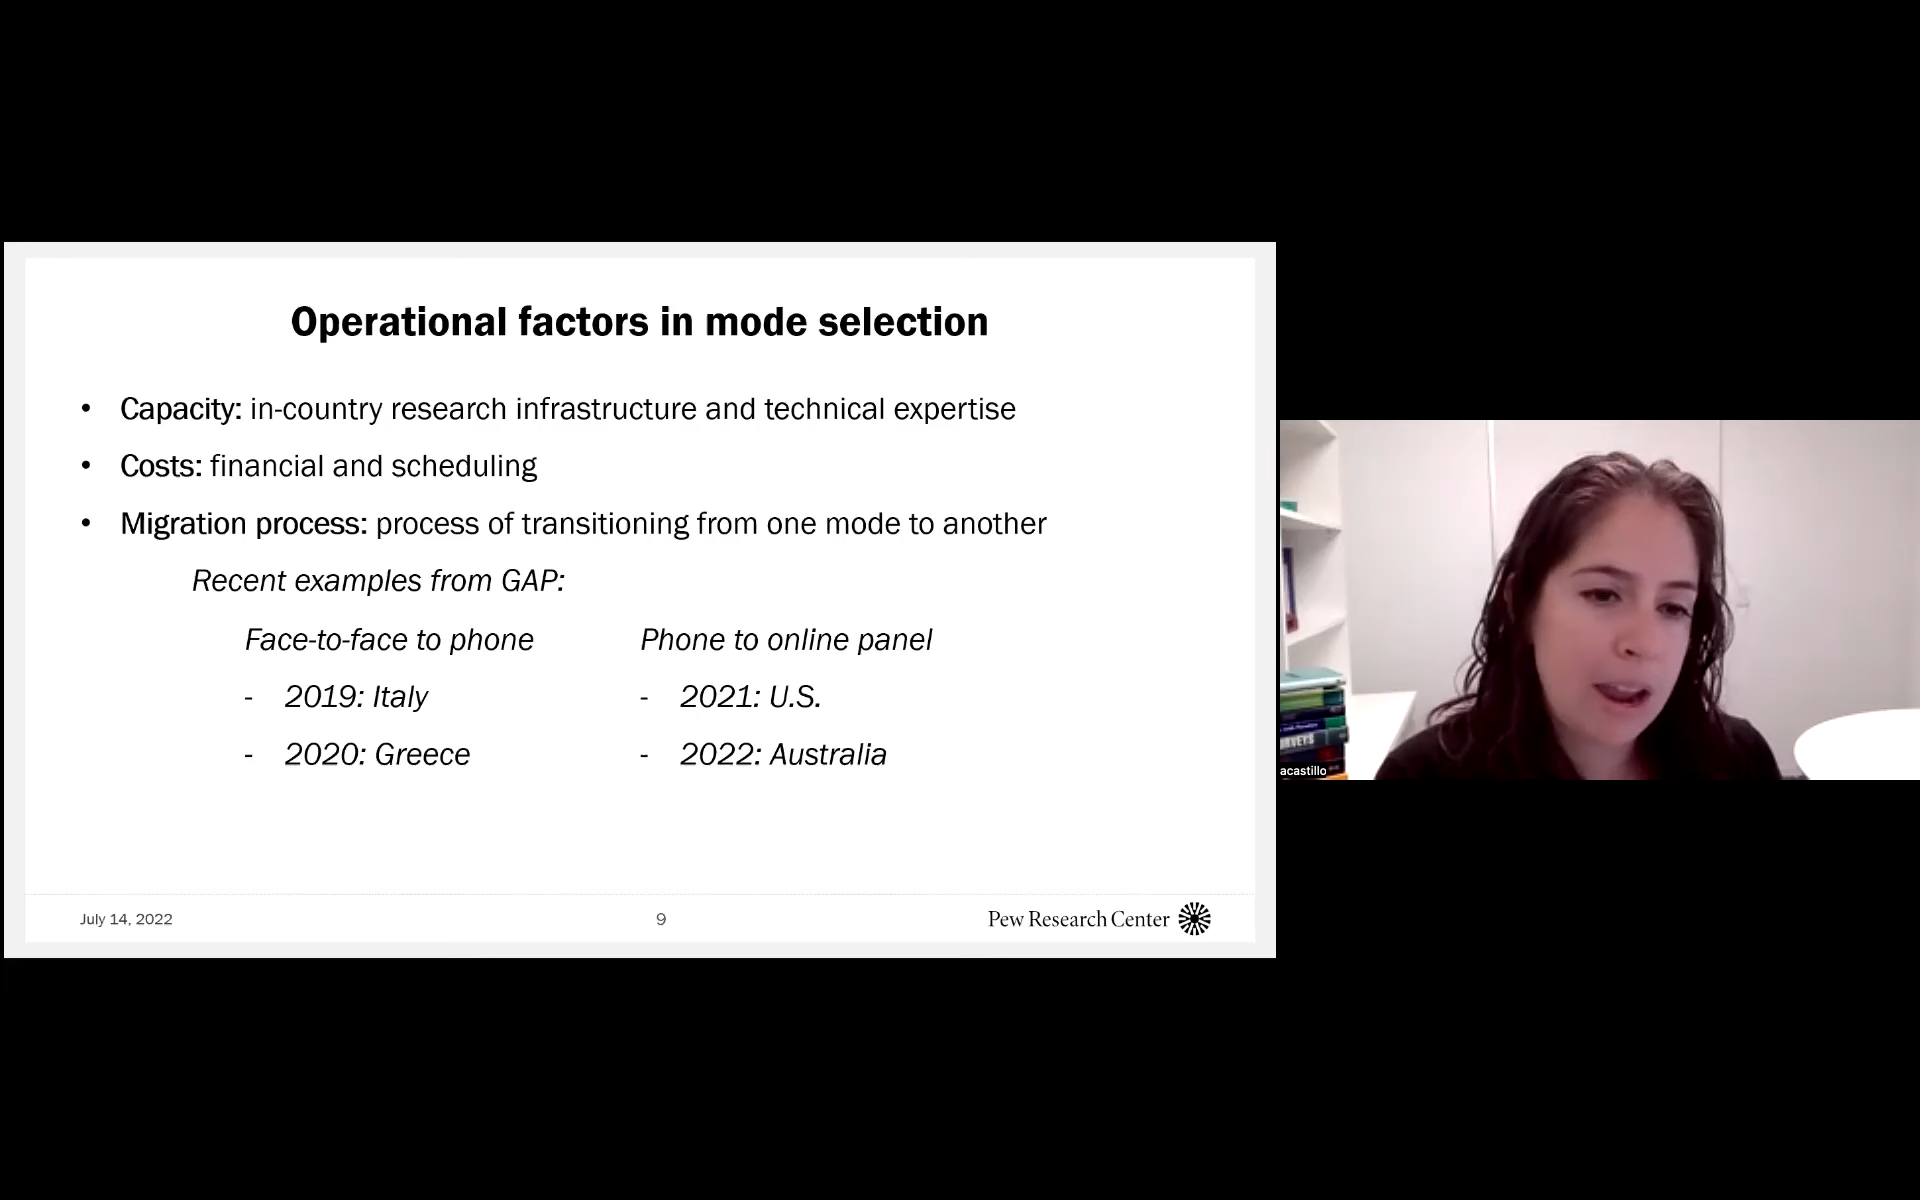 Operational factors in mode selection
• Capacity: in-country research infrastructure and technical expertise
• Costs: financial and scheduling
• Migration process: process of transitioning from one mode to another
Recent examples from GAP:
Face-to-face to phone
- 2019: Italy
- 2020: Greece
Phone to online panel
- 2021: U.S.
- 2022: Australia
July 14, 2022
9
Pew Research Center
acastillo